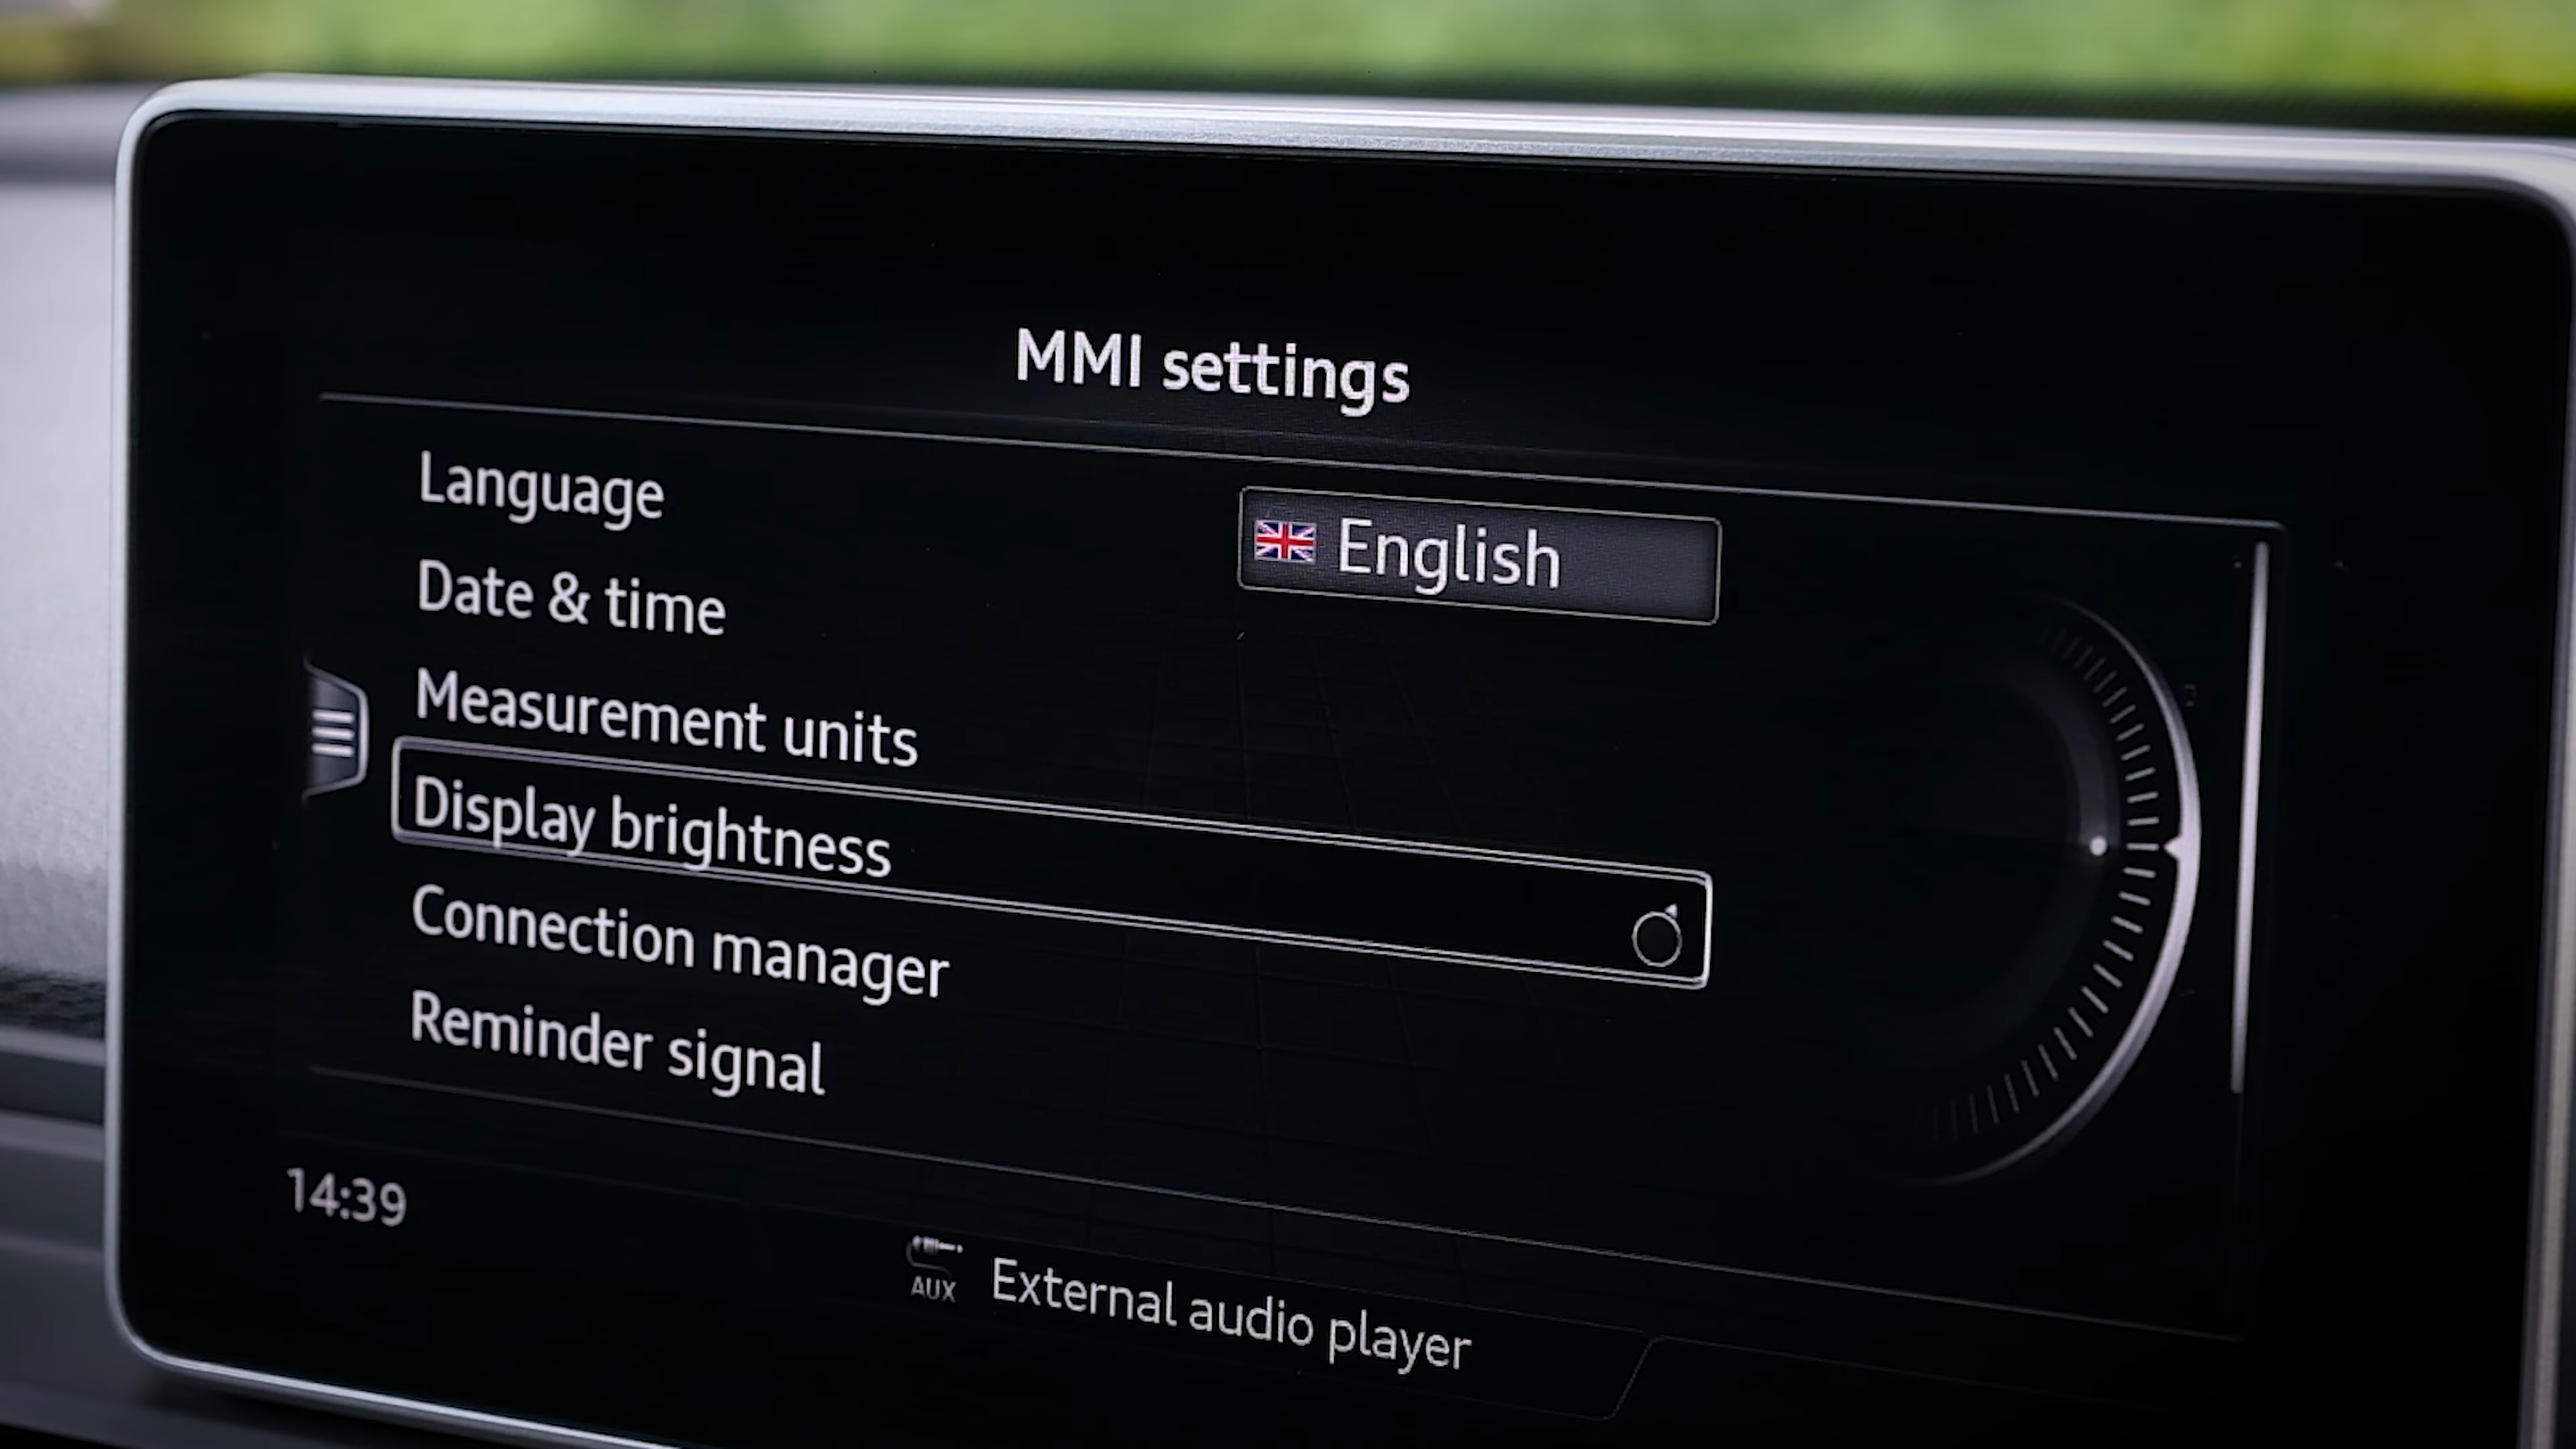 MMI settings
Language
English
Date & time
Measurement units
Display brightness
Connection manager
Reminder signal
14:39
AUX
External audio player